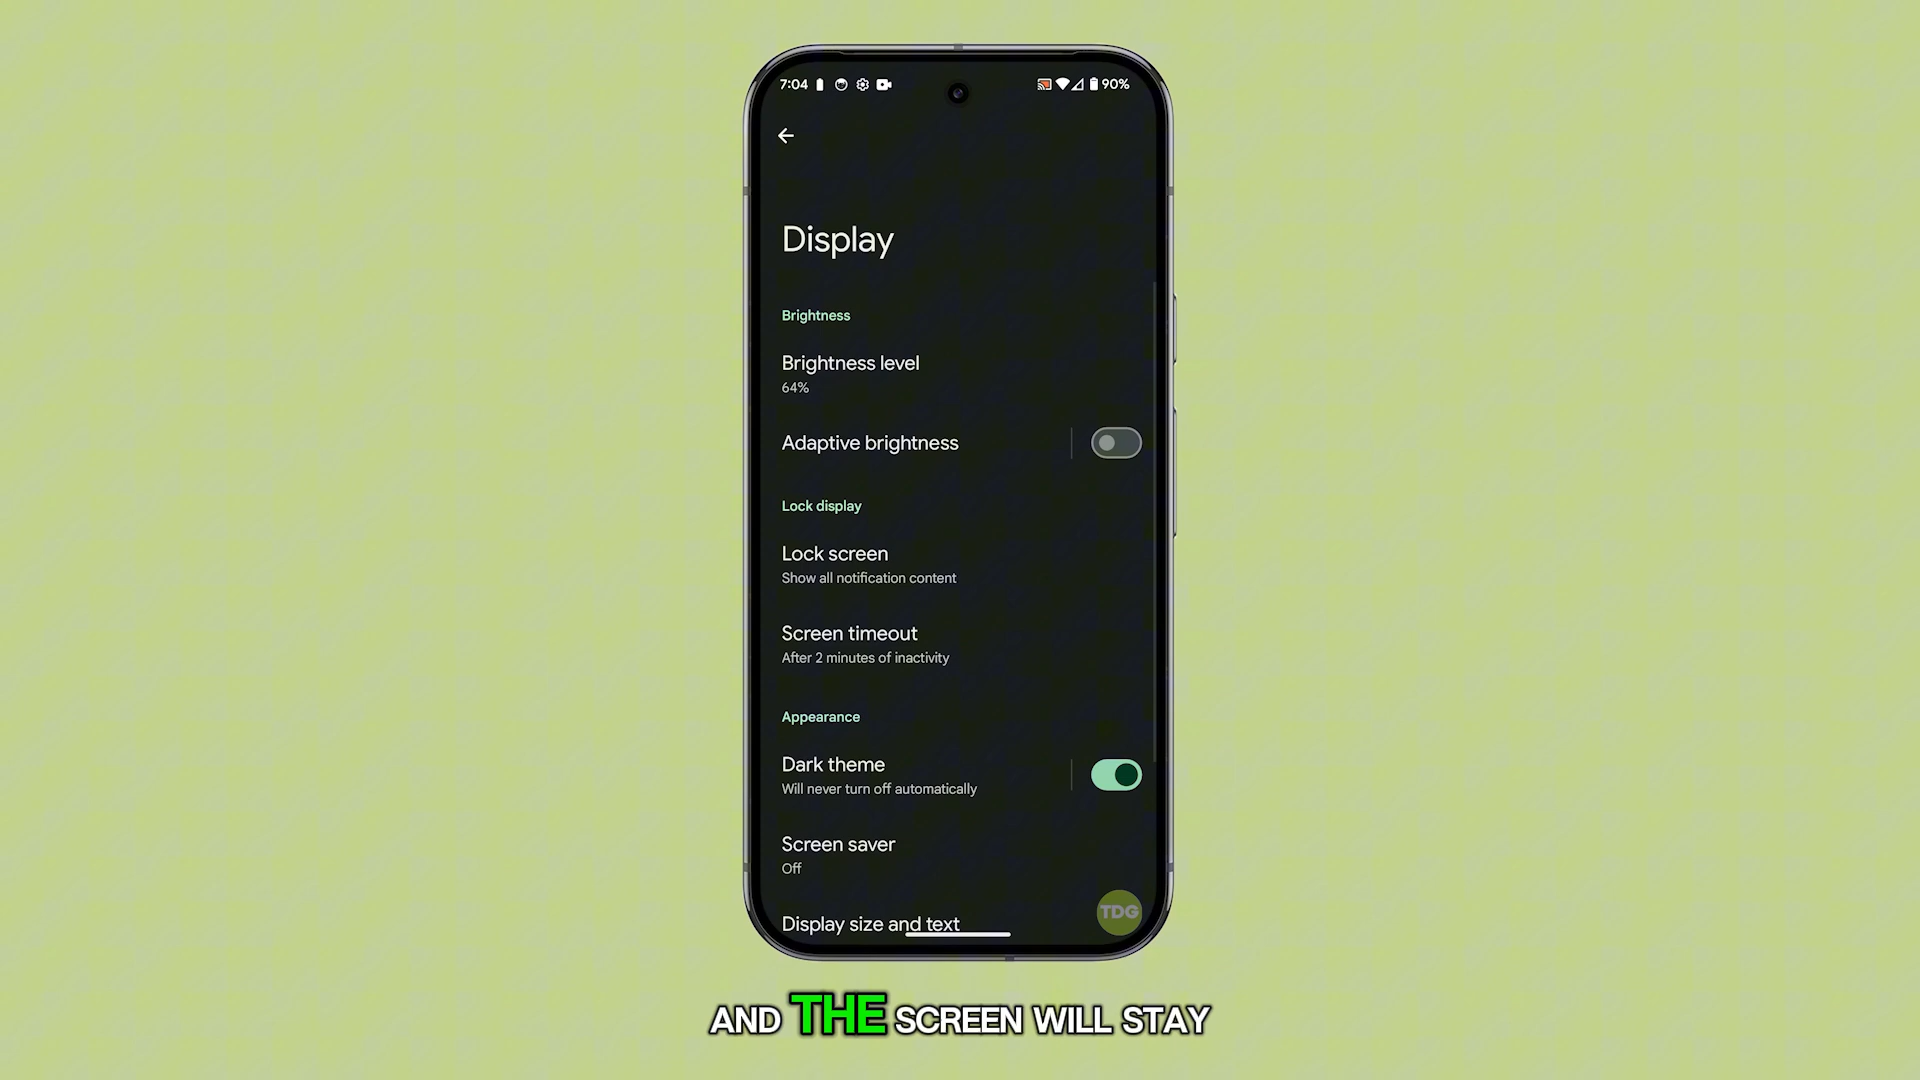 7:04
90%
Display
Brightness
Brightness level
64%
Adaptive brightness
Lock display
Lock screen
Show all notification content
Screen timeout
After 2 minutes of inactivity
Appearance
Dark theme
Will never turn off automatically
Screen saver
Off
Display size and text
TDG
AND THE SCREEN WILL STAY